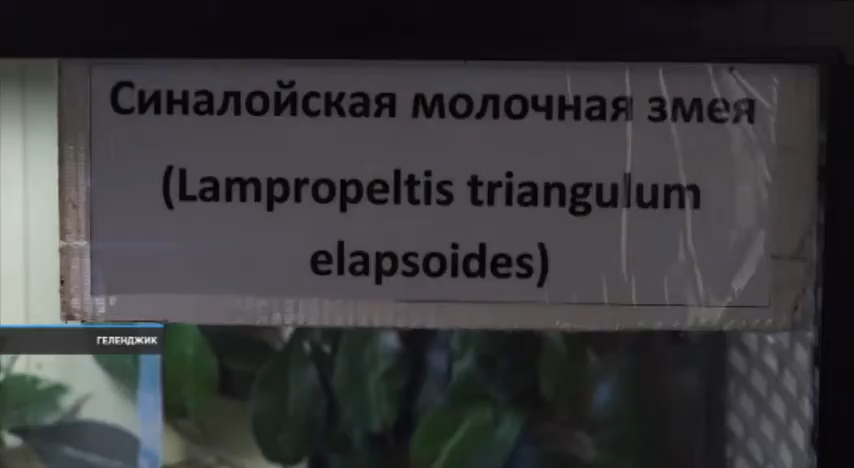 Синалойская молочная змея
(Lampropeltis triangulum
elapsoides)
ГЕЛЕНДЖИК